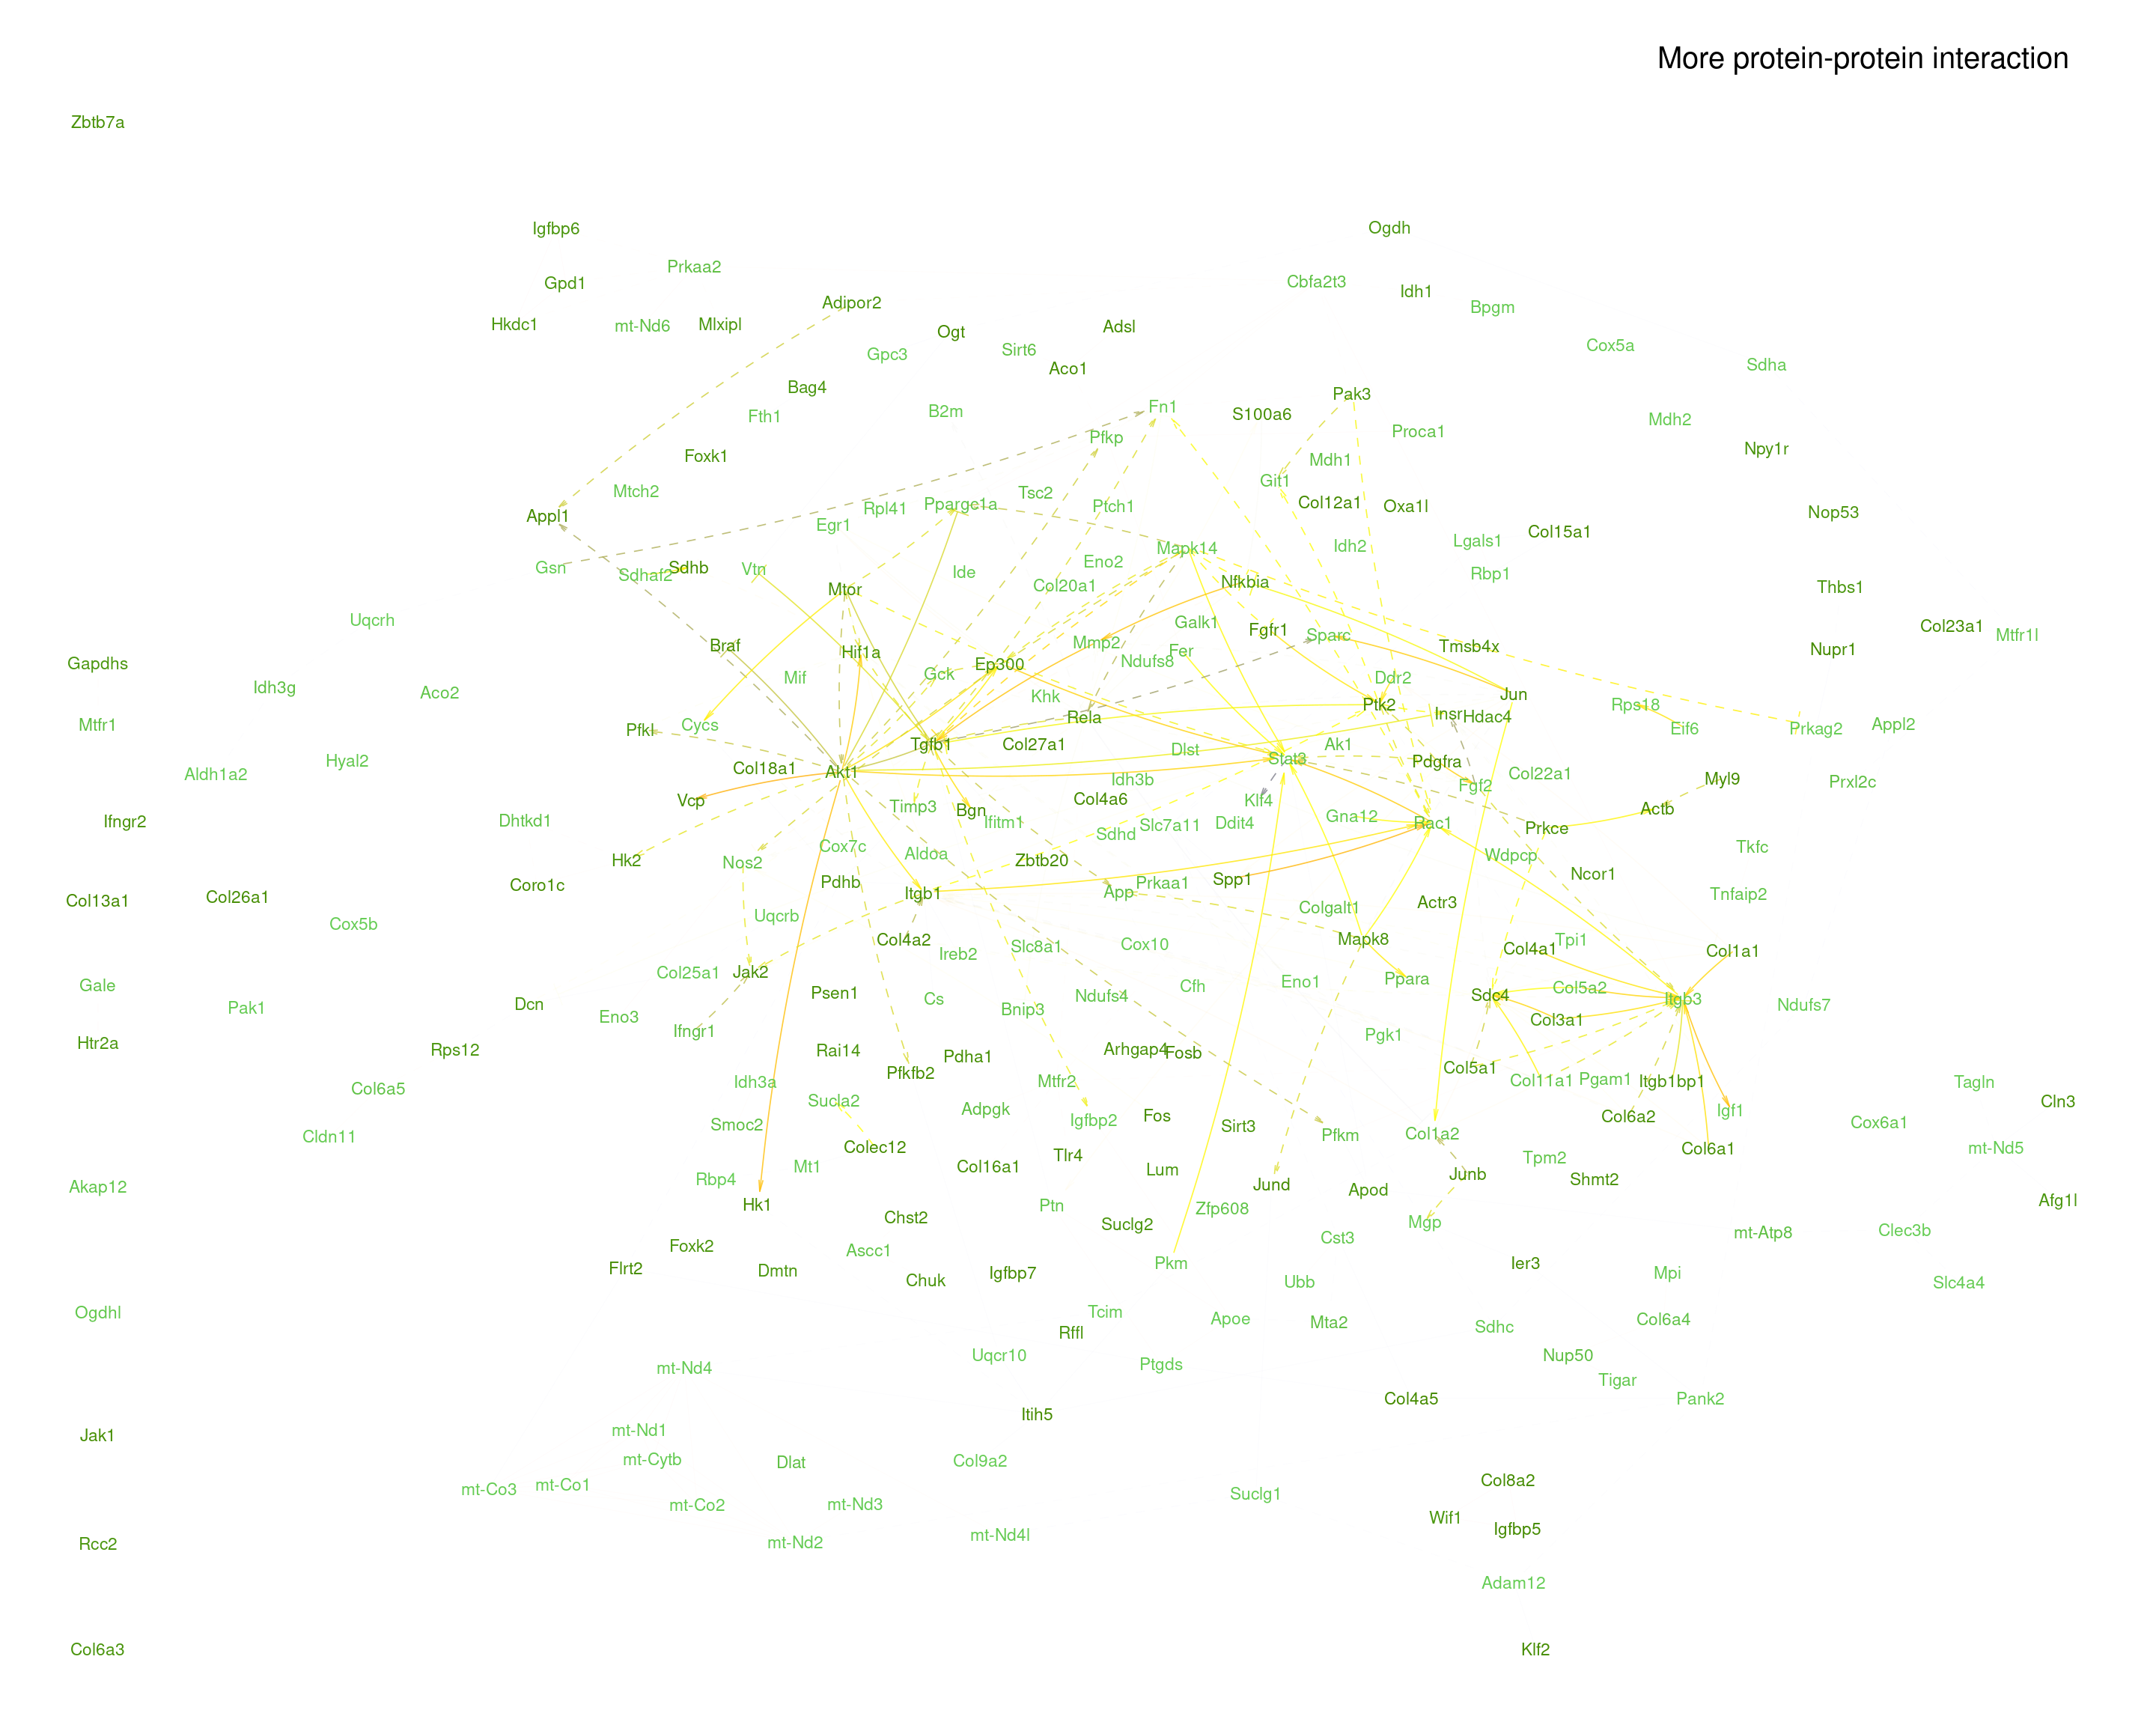 More protein-protein interaction
Zbtb7a
Igfbp6
Ogdh
Prkaa2
Gpd1
Cbfa2t3
Idh1
Adipor2
Bpgm
Hkdc1
mt-Nd6
Mlxipl
Ogt
Adsl
Gpc3
Sirt6
Cox5a
Aco1
Sdha
Bag4
Pak3
Fth1
B2m
Fn1
S100a6
Mdh2
Pfkp
Proca1
Foxk1
Mdh1
Npy1r
Mtch2
Tsc2
Git1
Appl1
Egr1
Rpl41
Ppargc1a
Ptch1
Col12a1
Oxa1l
Nop53
Col15a1
Mapk14
Idh2
Lgals1
Gsn
Sdhaf2
Sdhb
Vtn
Ide
Eno2
Rbp1
Mtor
Col20a1
Nfkbia
Thbs1
Uqcrh
Galk1
Fgfr1
Sparc
Col23a1
Mtfr1l
Braf
Hif1a
Mmp2
Fer
Tmsb4x
Nupr1
Gapdhs
Ep300
Ndufs8
Idh3g
Aco2
Mif
Gck
Khk
Ddr2
Jun
Mtfr1
Pfkl
Cycs
Rela
Ptk2
Insr
Hdac4
Rps18
Eif6
Prkag2
Appl2
Tgfb1
Col27a1
Dlst
Ak1
Hyal2
Aldh1a2
Col18a1
Akt1
Stat3
Pdgfra
Idh3b
Col22a1
Myl9
Prxl2c
Vcp
Timp3
Bgn
Col4a6
Klf4
Fgf2
Actb
Ifngr2
Dhtkd1
Ifitm1
Sdhd
Slc7a11
Ddit4
Gna12
Rac1
Prkce
Hk2
Nos2
Cox7c
Aldoa
Zbtb20
Wdpcp
Tkfc
Col13a1
Col26a1
Coro1c
Pdhb
Itgb1
App
Prkaa1
Spp1
Ncor1
Tnfaip2
Cox5b
Uqcrb
Colgalt1
Actr3
Col4a2
Slc8a1
Cox10
Mapk8
Tpi1
Col4a1
Col1a1
Ireb2
Gale
Pak1
Col25a1
Jak2
Psen1
Cs
Bnip3
Ndufs4
Cfh
Eno1
Ppara
Sdc4
Col5a2
Itgb3
Ndufs7
Dcn
Eno3
Ifngr1
Col3a1
Pgk1
Htr2a
Rps12
Rai14
Pdha1
Arhgap4
Fosb
Col6a5
Idh3a
Pfkfb2
Mtfr2
Col5a1
Col11a1
Pgam1
Itgb1bp1
Tagln
Cln3
Sucla2
Adpgk
Igfbp2
Fos
Col6a2
Igf1
Cox6a1
Cldn11
Smoc2
Colec12
Sirt3
Pfkm
Col1a2
Col6a1
mt-Nd5
Akap12
Rbp4
Mt1
Col16a1
Tlr4
Lum
Jund
Apod
Junb
Tpm2
Shmt2
Afg1l
Hk1
Chst2
Ptn
Suclg2
Zfp608
Mgp
mt-Atp8
Clec3b
Foxk2
Ascc1
Cst3
Flrt2
Dmtn
Chuk
Igfbp7
Pkm
Ubb
Ier3
Mpi
Slc4a4
Ogdhl
Tcim
Apoe
Mta2
Sdhc
Col6a4
Rffl
mt-Nd4
Uqcr10
Ptgds
Nup50
Tigar
Pank2
Col4a5
Itih5
Jak1
mt-Nd1
mt-Cytb
Dlat
Col9a2
mt-Co3
mt-Co1
mt-Co2
mt-Nd3
Suclg1
Col8a2
Wif1
Igfbp5
Rcc2
mt-Nd2
mt-Nd4l
Adam12
Col6a3
Klf2